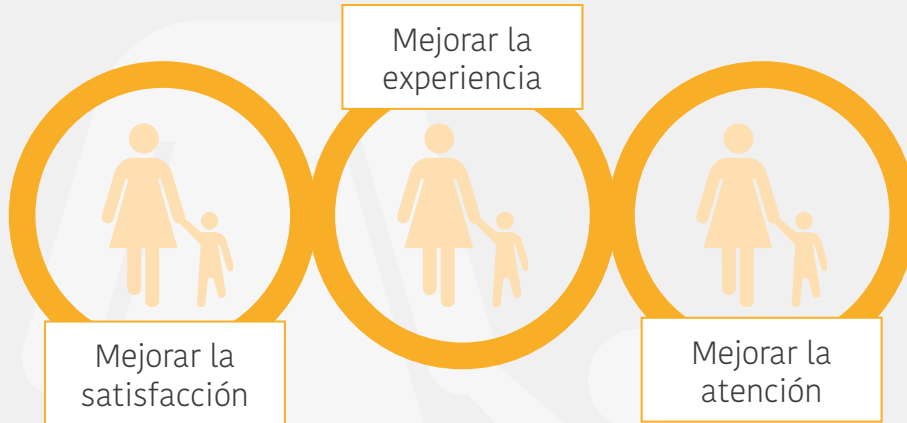 Mejorar la
satisfacción
Mejorar la
experiencia
Mejorar la
atención